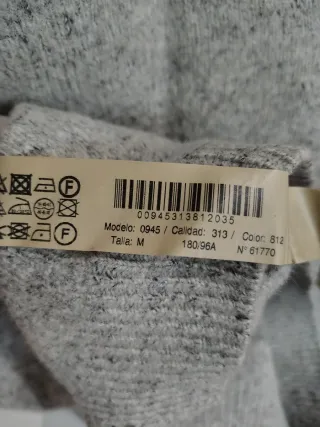 F
00945313812035
Modelo: 0945 / Calidad: 313 / Color: 812
Talla: M 180/96A Nº 61770
F